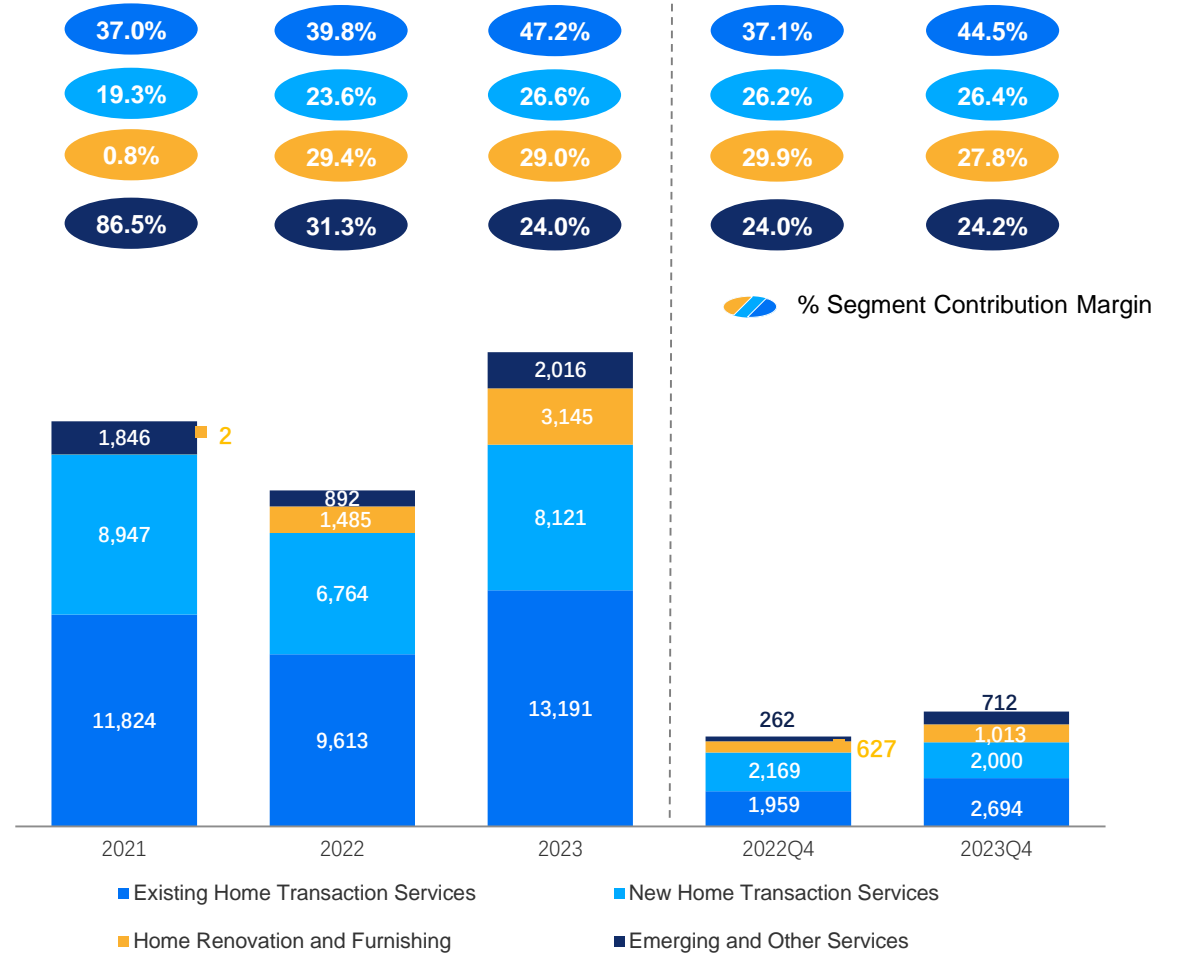 37.0% 39.8% 47.2% 37.1% 44.5%
19.3% 23.6% 26.6% 26.2% 26.4%
0.8% 29.4% 29.0% 29.9% 27.8%
86.5% 31.3% 24.0% 24.0% 24.2%
% Segment Contribution Margin
1,846
2
8,947
11,824
892
1,485
6,764
9,613
2,016
3,145
8,121
13,191
262
627
2,169
1,959
712
1,013
2,000
2,694
2021 2022 2023 2022Q4 2023Q4
Existing Home Transaction Services New Home Transaction Services
Home Renovation and Furnishing Emerging and Other Services